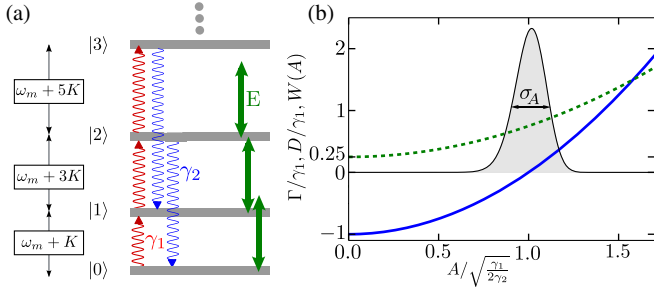 (a)
|3⟩
ω_m + 5K
E
|2⟩
γ_2
ω_m + 3K
|1⟩
γ_1
ω_m + K
|0⟩
(b)
Γ/γ_1, D/γ_1, W(A)
2
1
0.25
0
−1
σ_A
0.0
0.5
1.0
1.5
A/√(γ_1/2γ_2)